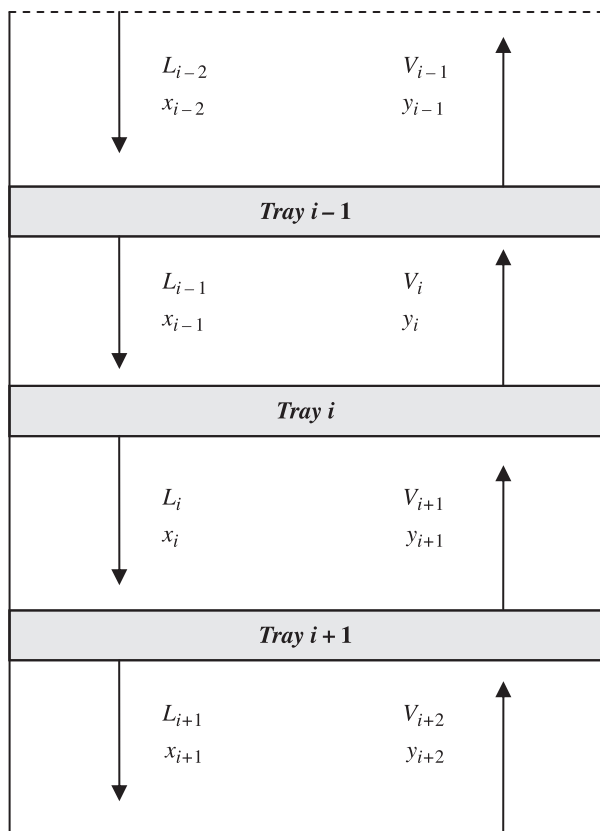 L_{i-2} V_{i-1}
x_{i-2} y_{i-1}
Tray i – 1
L_{i-1} V_i
x_{i-1} y_i
Tray i
L_i V_{i+1}
x_i y_{i+1}
Tray i + 1
L_{i+1} V_{i+2}
x_{i+1} y_{i+2}